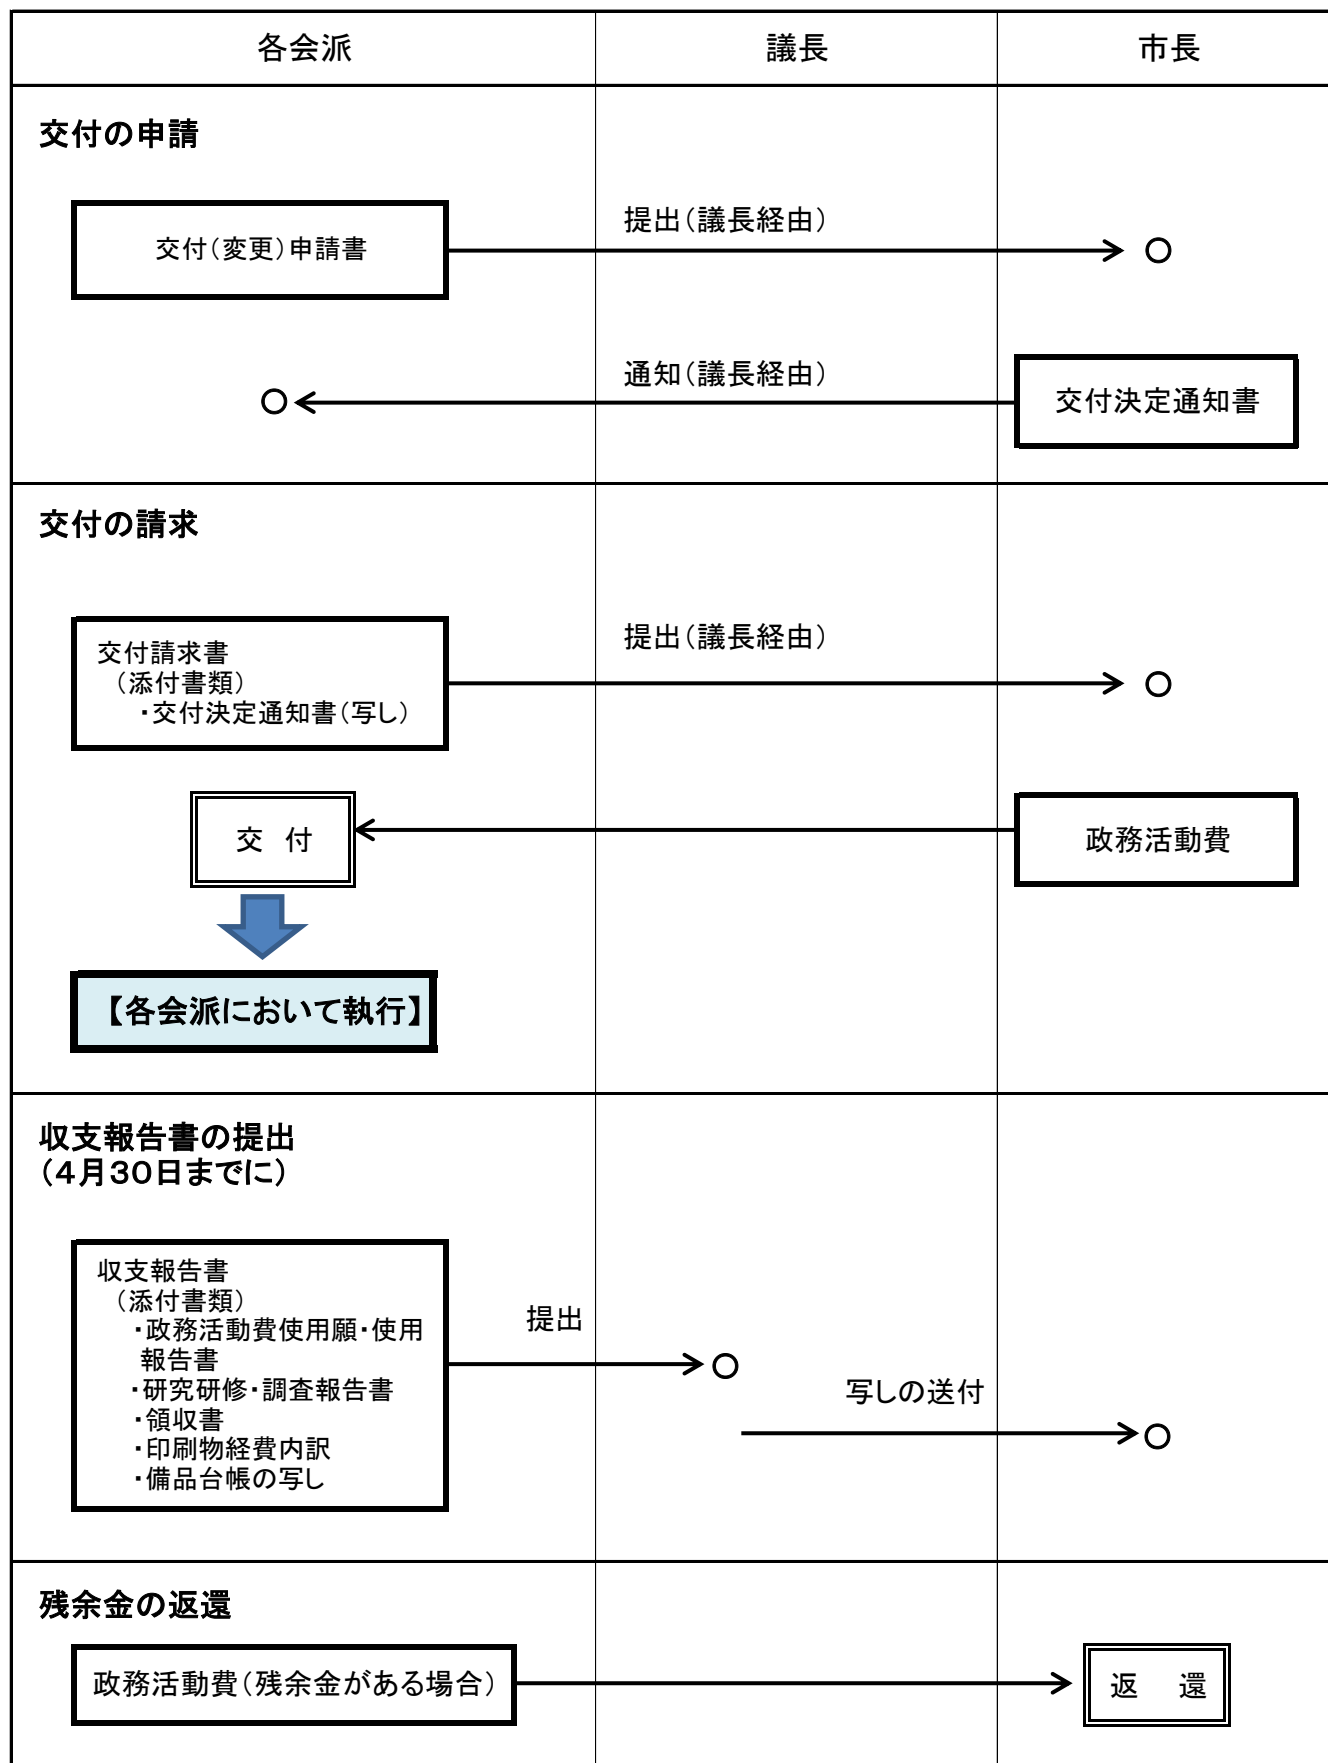 各会派
議長
市長
交付の申請
交付（変更）申請書
提出（議長経由）
通知（議長経由）
交付決定通知書
交付の請求
交付請求書
（添付書類）
・交付決定通知書（写し）
提出（議長経由）
交　付
政務活動費
【各会派において執行】
収支報告書の提出
（４月３０日までに）
収支報告書
（添付書類）
・政務活動費使用願・使用
報告書
・研究研修・調査報告書
・領収書
・印刷物経費内訳
・備品台帳の写し
提出
写しの送付
残余金の返還
政務活動費（残余金がある場合）
返　還